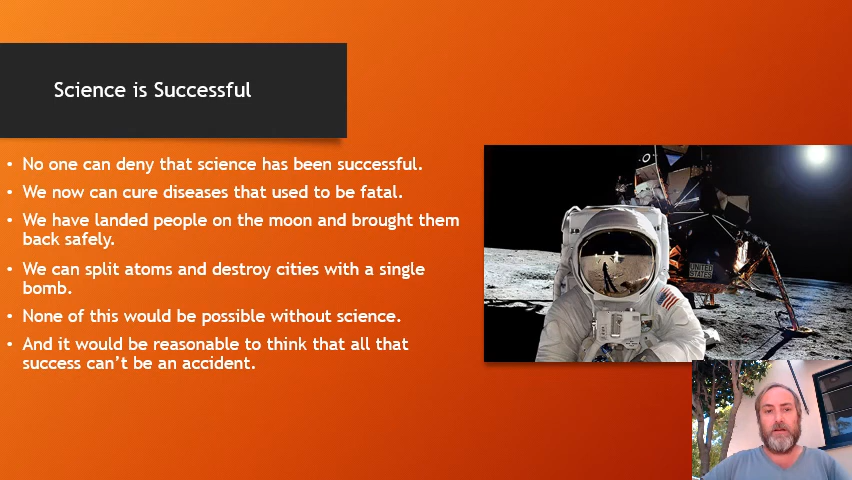 Science is Successful
• No one can deny that science has been successful.
• We now can cure diseases that used to be fatal.
• We have landed people on the moon and brought them
back safely.
• We can split atoms and destroy cities with a single
bomb.
• None of this would be possible without science.
• And it would be reasonable to think that all that
success can’t be an accident.
UNITED
STATES